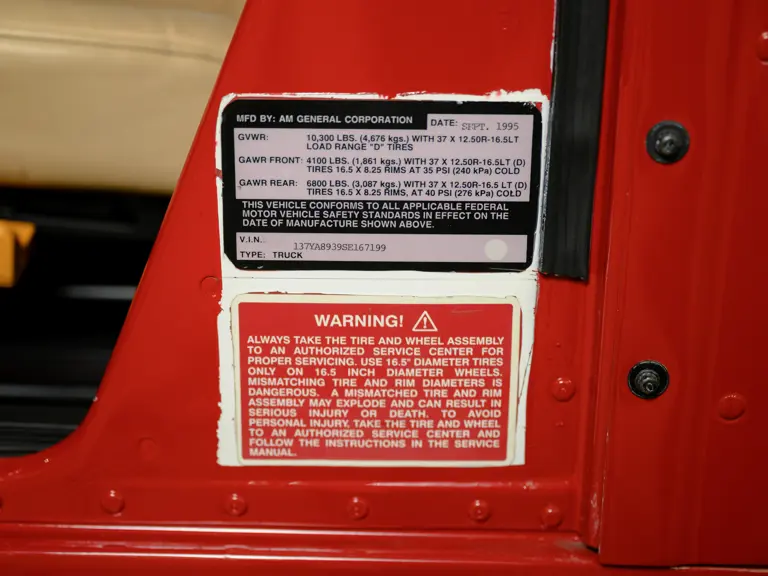 MFD BY: AM GENERAL CORPORATION DATE: SEPT. 1995
GVWR: 10,300 LBS. (4,676 kgs.) WITH 37 X 12.50R-16.5LT
LOAD RANGE "D" TIRES
GAWR FRONT: 4100 LBS. (1,861 kgs.) WITH 37 X 12.50R-16.5LT (D)
TIRES 16.5 X 8.25 RIMS AT 35 PSI (240 kPa) COLD
GAWR REAR: 6800 LBS. (3,087 kgs.) WITH 37 X 12.50R-16.5 LT (D)
TIRES 16.5 X 8.25 RIMS, AT 40 PSI (276 kPa) COLD
THIS VEHICLE CONFORMS TO ALL APPLICABLE FEDERAL
MOTOR VEHICLE SAFETY STANDARDS IN EFFECT ON THE
DATE OF MANUFACTURE SHOWN ABOVE.
V.I.N. 137YA8939SE167199
TYPE: TRUCK
WARNING!
ALWAYS TAKE THE TIRE AND WHEEL ASSEMBLY
TO AN AUTHORIZED SERVICE CENTER FOR
PROPER SERVICING. USE 16.5" DIAMETER TIRES
ONLY ON 16.5 INCH DIAMETER WHEELS.
MISMATCHING TIRE AND RIM DIAMETERS IS
DANGEROUS. A MISMATCHED TIRE AND RIM
ASSEMBLY MAY EXPLODE AND CAN RESULT IN
SERIOUS INJURY OR DEATH. TO AVOID
PERSONAL INJURY, TAKE THE TIRE AND WHEEL
TO AN AUTHORIZED SERVICE CENTER AND
FOLLOW THE INSTRUCTIONS IN THE SERVICE
MANUAL.